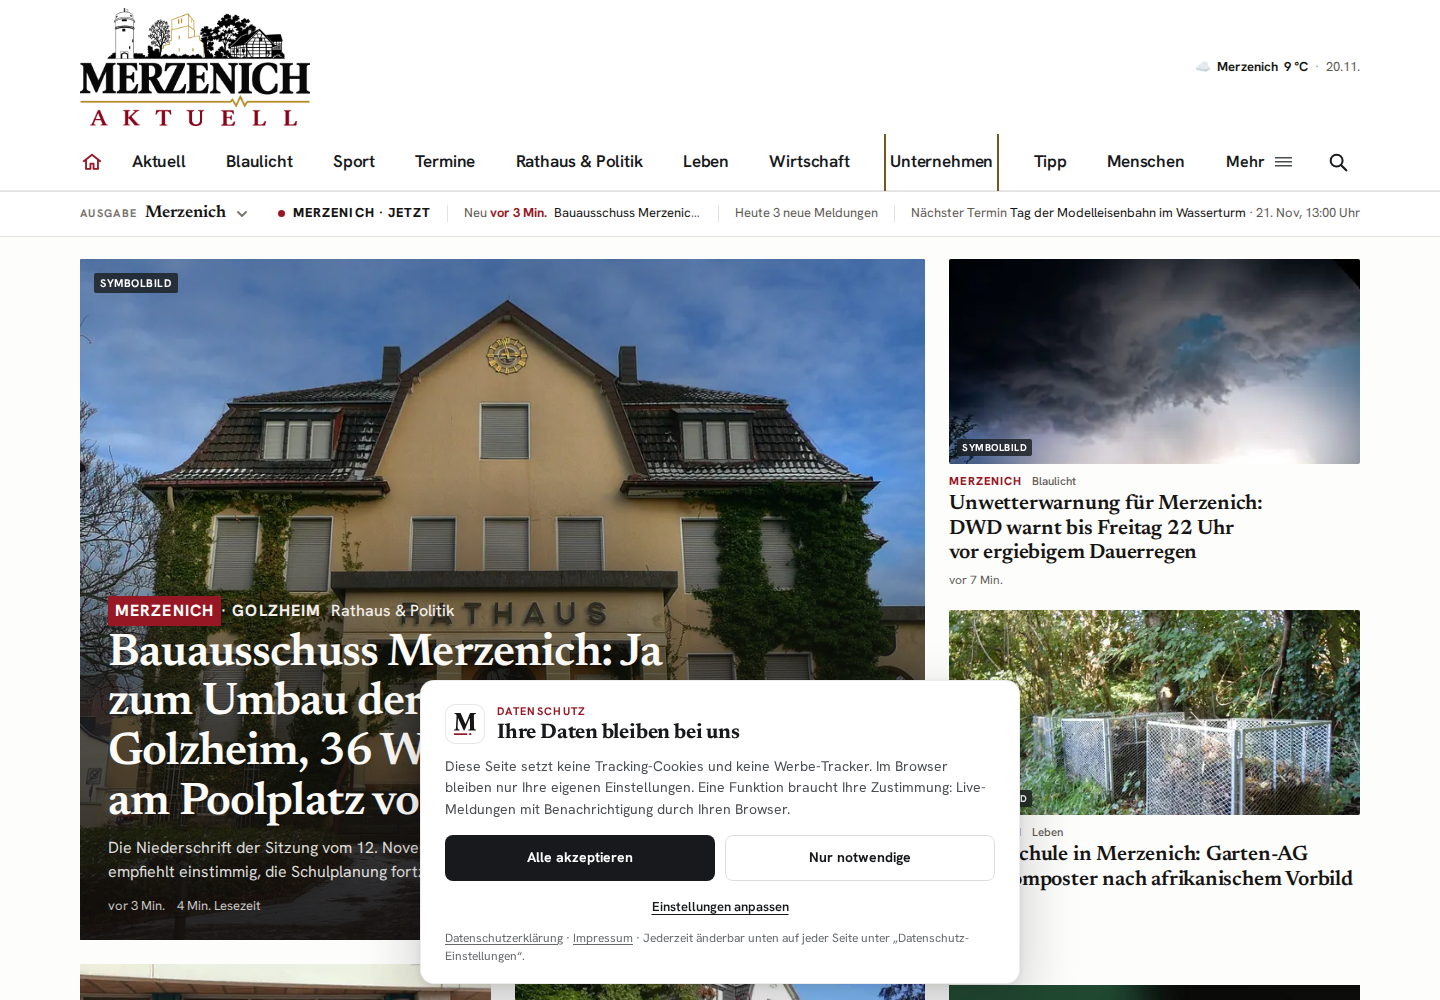 MERZENICH
AKTUELL
Merzenich 9 °C · 20.11.
Aktuell Blaulicht Sport Termine Rathaus & Politik Leben Wirtschaft Unternehmen Tipp Menschen Mehr
AUSGABE Merzenich
MERZENICH · JETZT
Neu vor 3 Min. Bauausschuss Merzenic...
Heute 3 neue Meldungen
Nächster Termin Tag der Modelleisenbahn im Wasserturm · 21. Nov, 13:00 Uhr
SYMBOLBILD
RATHAUS
MERZENICH · GOLZHEIM Rathaus & Politik
Bauausschuss Merzenich: Ja
zum Umbau der
Golzheim, 36 W
am Poolplatz vo
Die Niederschrift der Sitzung vom 12. Nove
empfiehlt einstimmig, die Schulplanung fort
vor 3 Min. 4 Min. Lesezeit
SYMBOLBILD
MERZENICH Blaulicht
Unwetterwarnung für Merzenich:
DWD warnt bis Freitag 22 Uhr
vor ergiebigem Dauerregen
vor 7 Min.
Leben
chule in Merzenich: Garten-AG
omposter nach afrikanischem Vorbild
M
DATENSCHUTZ
Ihre Daten bleiben bei uns
Diese Seite setzt keine Tracking-Cookies und keine Werbe-Tracker. Im Browser
bleiben nur Ihre eigenen Einstellungen. Eine Funktion braucht Ihre Zustimmung: Live-
Meldungen mit Benachrichtigung durch Ihren Browser.
Alle akzeptieren
Nur notwendige
Einstellungen anpassen
Datenschutzerklärung · Impressum · Jederzeit änderbar unten auf jeder Seite unter „Datenschutz-
Einstellungen“.